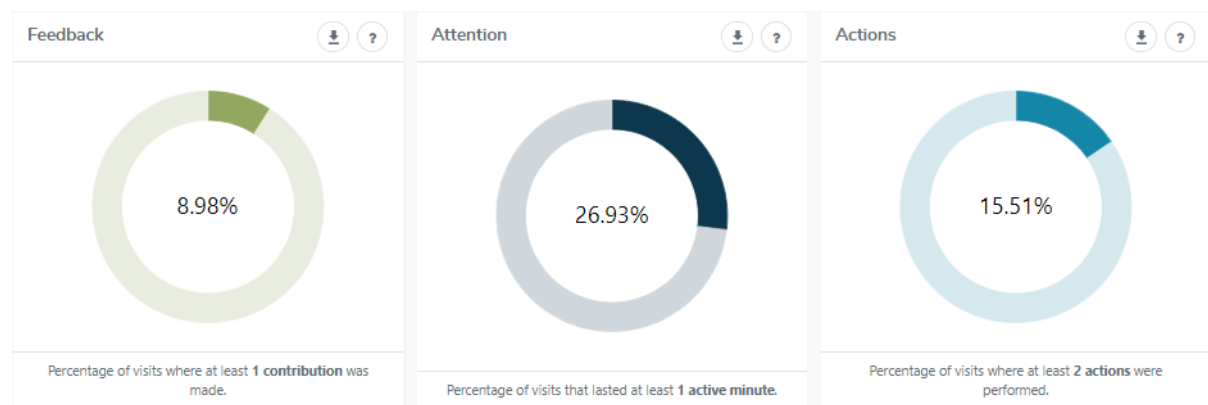 Feedback
?
8.98%
Percentage of visits where at least 1 contribution was
made.
Attention
?
26.93%
Percentage of visits that lasted at least 1 active minute.
Actions
?
15.51%
Percentage of visits where at least 2 actions were
performed.